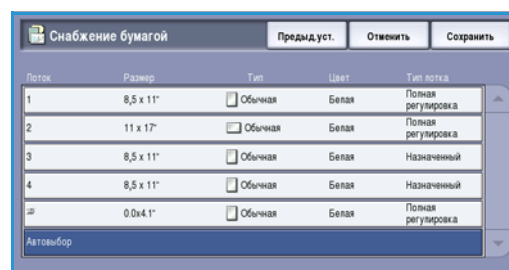 Снабжение бумагой
Предыд.уст. Отменить Сохранить
Поток Размер Тип Цвет Тип лотка
1 8,5 x 11" Обычная Белая Полная регулировка
2 11 x 17" Обычная Белая Полная регулировка
3 8,5 x 11" Обычная Белая Назначенный
4 8,5 x 11" Обычная Белая Назначенный
0.0x4.1" Обычная Белая Полная регулировка
Автовыбор